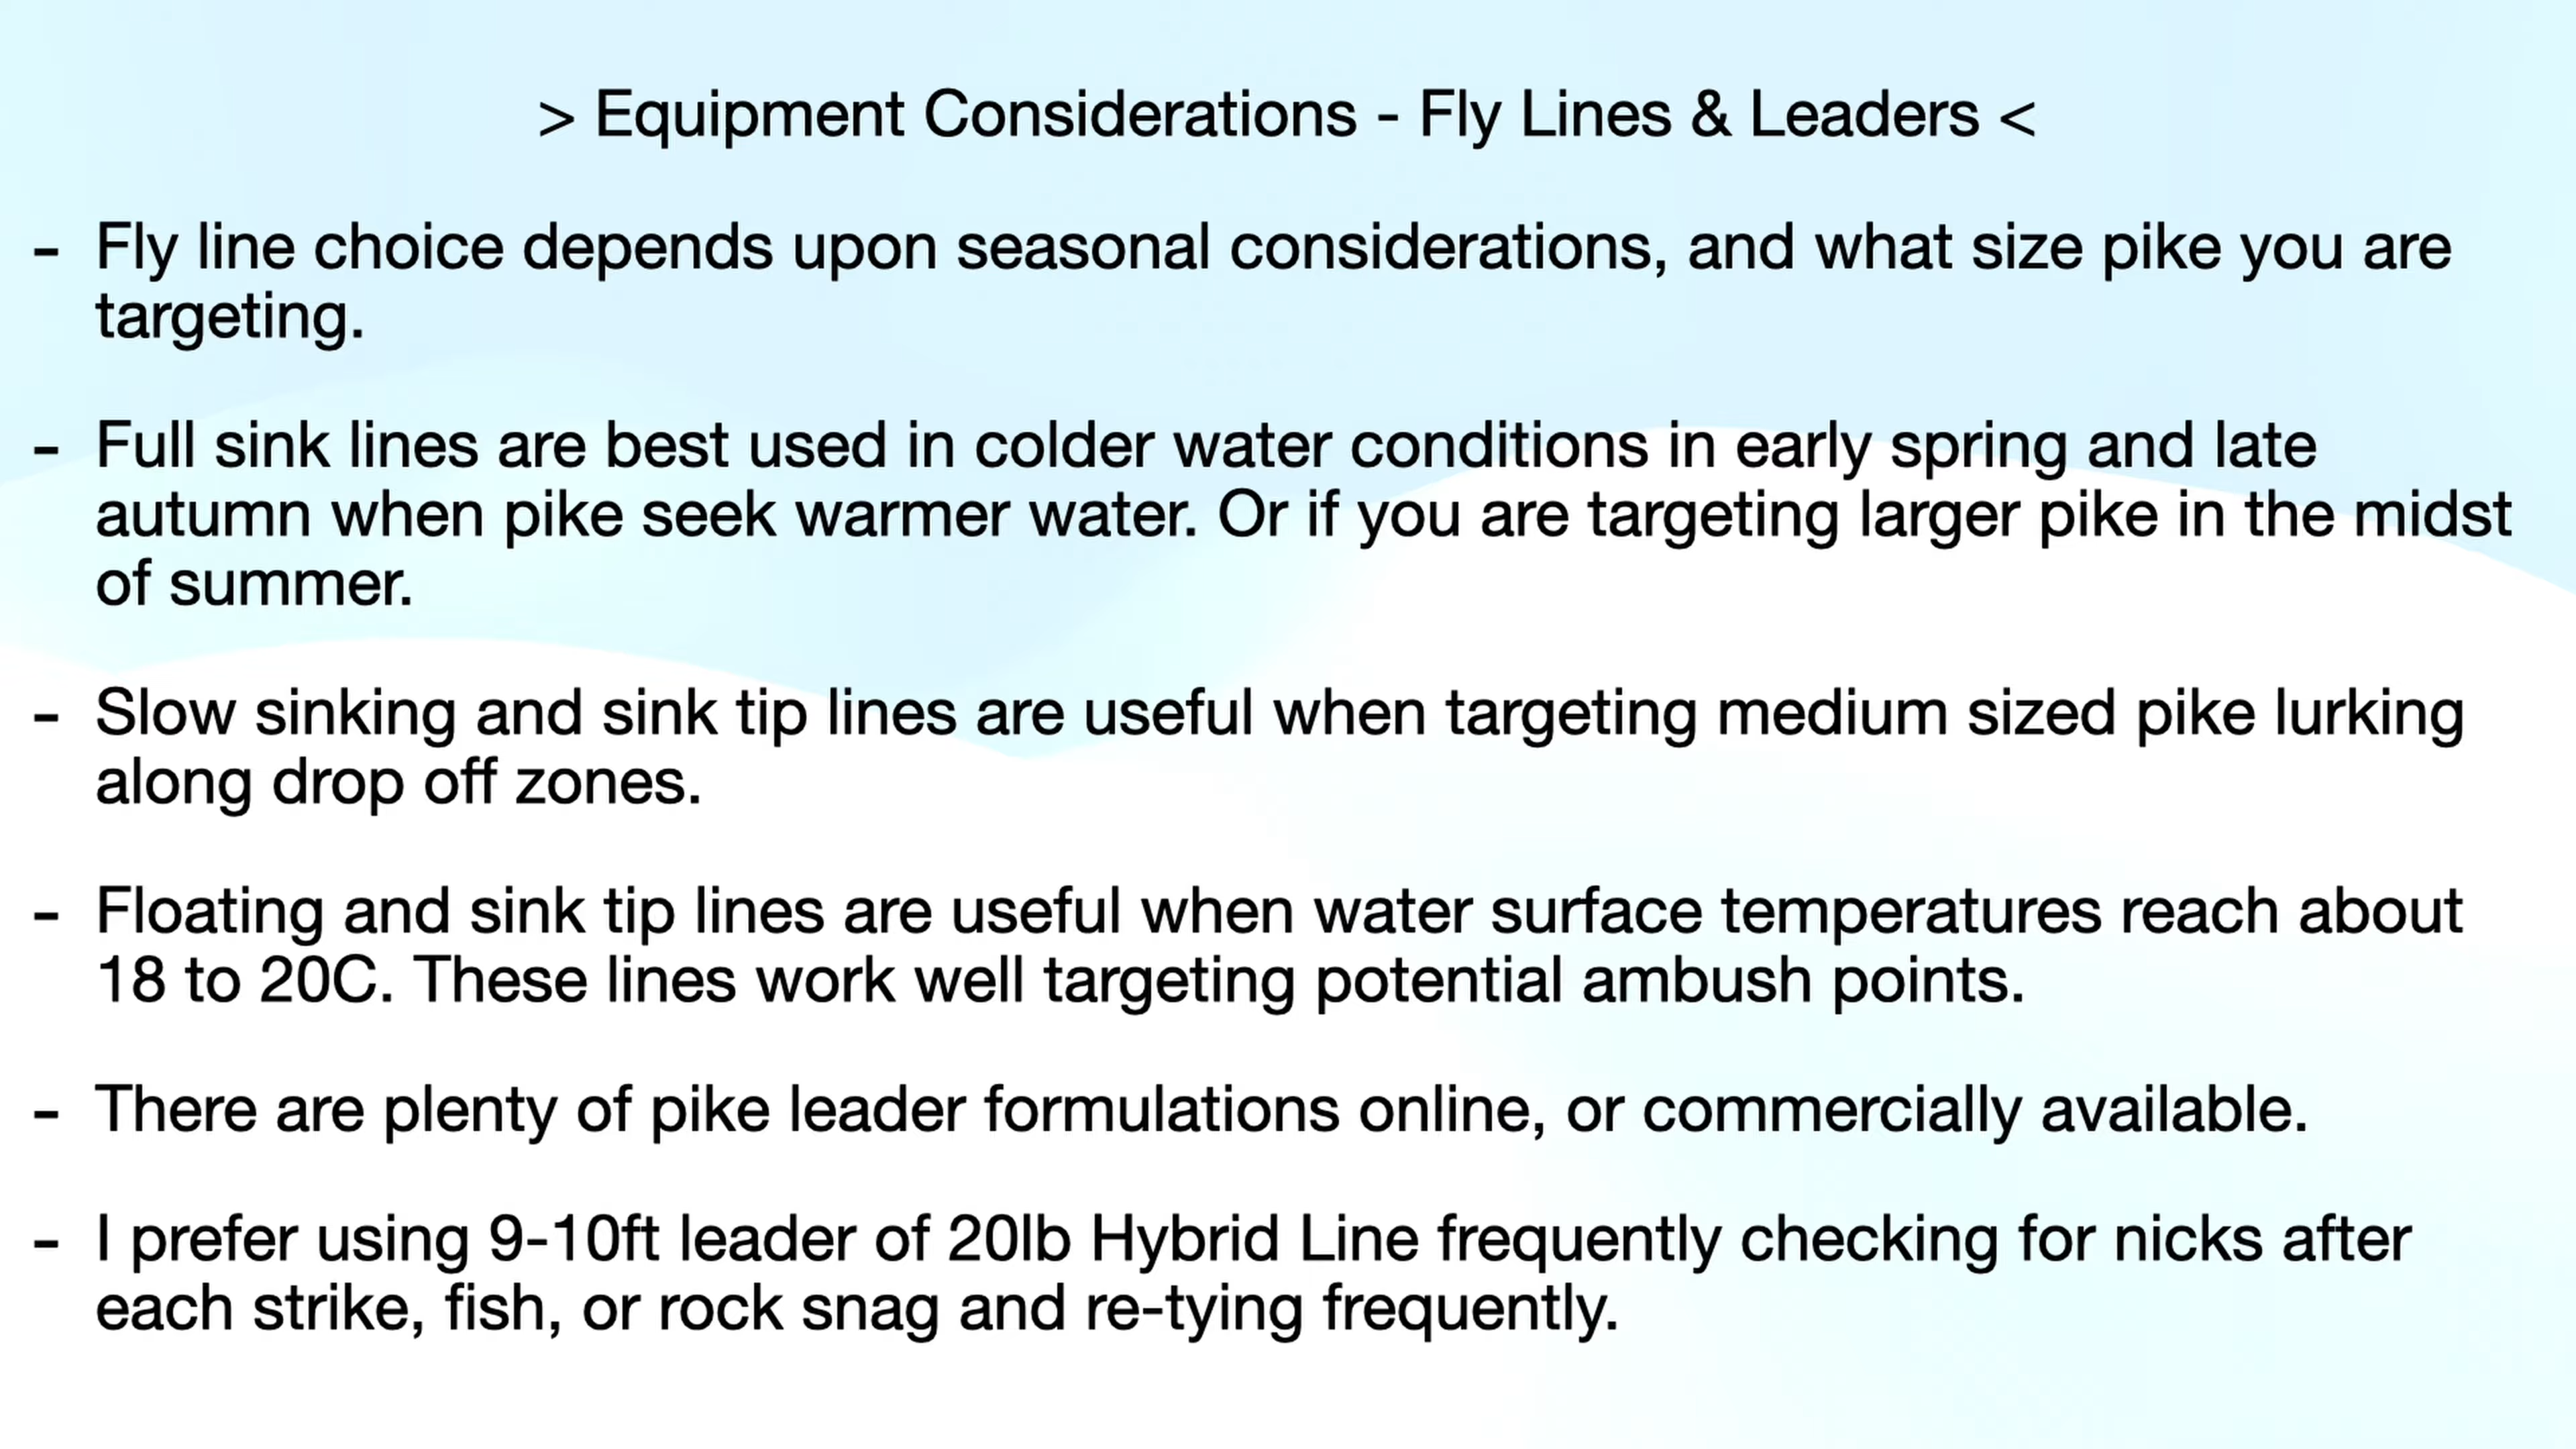 > Equipment Considerations - Fly Lines & Leaders <
- Fly line choice depends upon seasonal considerations, and what size pike you are
targeting.
- Full sink lines are best used in colder water conditions in early spring and late
autumn when pike seek warmer water. Or if you are targeting larger pike in the midst
of summer.
- Slow sinking and sink tip lines are useful when targeting medium sized pike lurking
along drop off zones.
- Floating and sink tip lines are useful when water surface temperatures reach about
18 to 20C. These lines work well targeting potential ambush points.
- There are plenty of pike leader formulations online, or commercially available.
- I prefer using 9-10ft leader of 20lb Hybrid Line frequently checking for nicks after
each strike, fish, or rock snag and re-tying frequently.